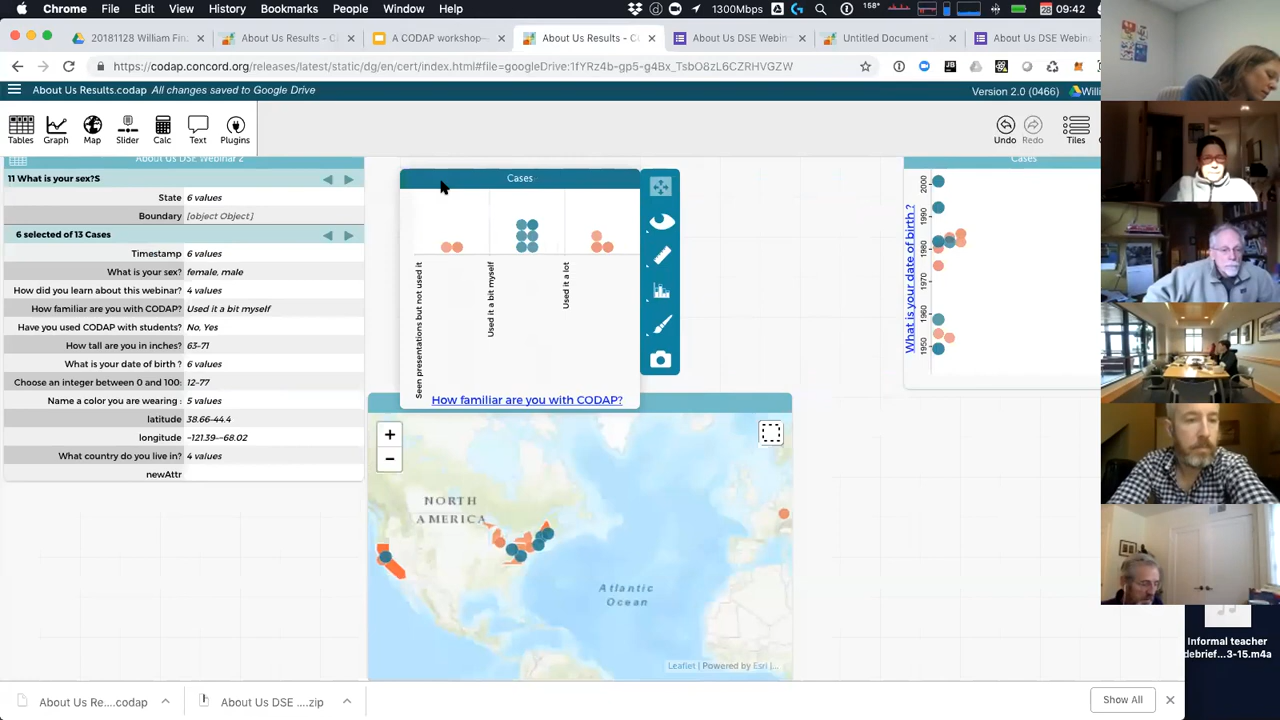 Chrome File Edit View History Bookmarks People Window Help 1300Mbps 168° 09:42
20181128 William Fin
About Us Results - C
A CODAP workshop—
About Us Results - C
About Us DSE Webin
Untitled Document -
About Us DSE Webin
https://codap.concord.org/releases/latest/static/dg/en/cert/index.html#file=googleDrive:1fYRz4b-gp5-g4Bx_TsbO8zL6CZRHVGZW
About Us Results.codap All changes saved to Google Drive
Version 2.0 (0466) Willi
Tables Graph Map Slider Calc Text Plugins
Undo Redo Tiles
About Us DSE Webinar 2
11 What is your sex?S
State 6 values
Boundary [object Object]
6 selected of 13 Cases
Timestamp 6 values
What is your sex? female, male
How did you learn about this webinar? 4 values
How familiar are you with CODAP? Used it a bit myself
Have you used CODAP with students? No, Yes
How tall are you in inches? 63–71
What is your date of birth ? 6 values
Choose an integer between 0 and 100: 12–77
Name a color you are wearing : 5 values
latitude 38.66–44.4
longitude −121.39–−68.02
What country do you live in? 4 values
newAttr
Cases
Seen presentations but not used it
Used it a bit myself
Used it a lot
How familiar are you with CODAP?
Cases
What is your date of birth ?
2000
1990
1980
1970
1960
1950
+
−
NORTH
AMERICA
Atlantic
Ocean
Leaflet | Powered by Esri |...
Informal teacher
debrief...3-15.m4a
About Us Re....codap
About Us DSE ....zip
Show All